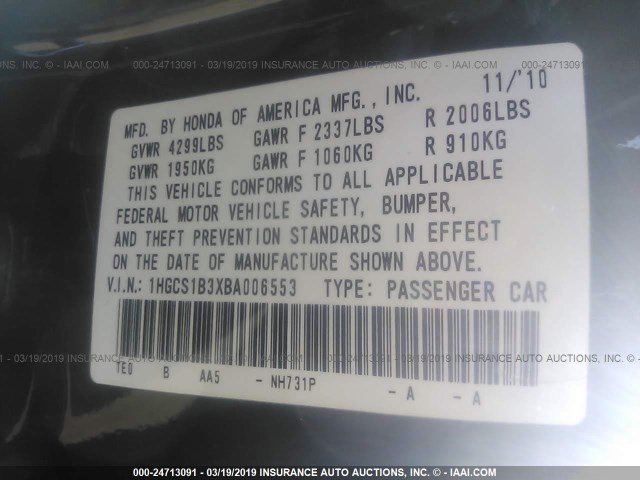 000-24713091 - 03/19/2019 INSURANCE AUTO AUCTIONS - © - IAAI.COM
11/'10
MFD. BY HONDA OF AMERICA MFG., INC.
GVWR 4299LBS GAWR F 2337LBS R 2006LBS
GVWR 1950KG GAWR F 1060KG R 910KG
THIS VEHICLE CONFORMS TO ALL APPLICABLE
FEDERAL MOTOR VEHICLE SAFETY, BUMPER,
AND THEFT PREVENTION STANDARDS IN EFFECT
ON THE DATE OF MANUFACTURE SHOWN ABOVE.
V.I.N.: 1HGCS1B3XBA006553 TYPE: PASSENGER CAR
TE0 B AA5 - NH731P - A - A
000-24713091 - 03/19/2019 INSURANCE AUTO AUCTIONS - © - IAAI.COM